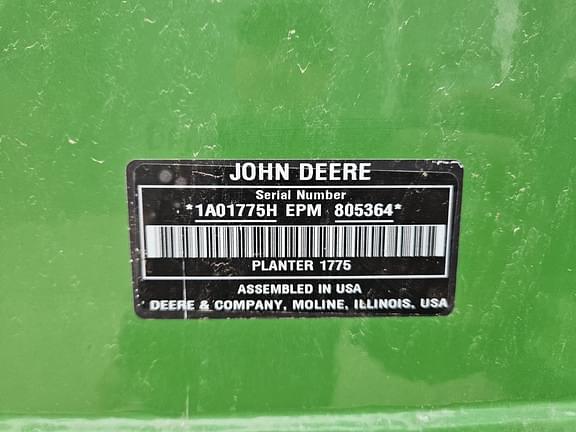 JOHN DEERE
Serial Number
*1A01775H EPM 805364*
PLANTER 1775
ASSEMBLED IN USA
DEERE & COMPANY, MOLINE, ILLINOIS, USA